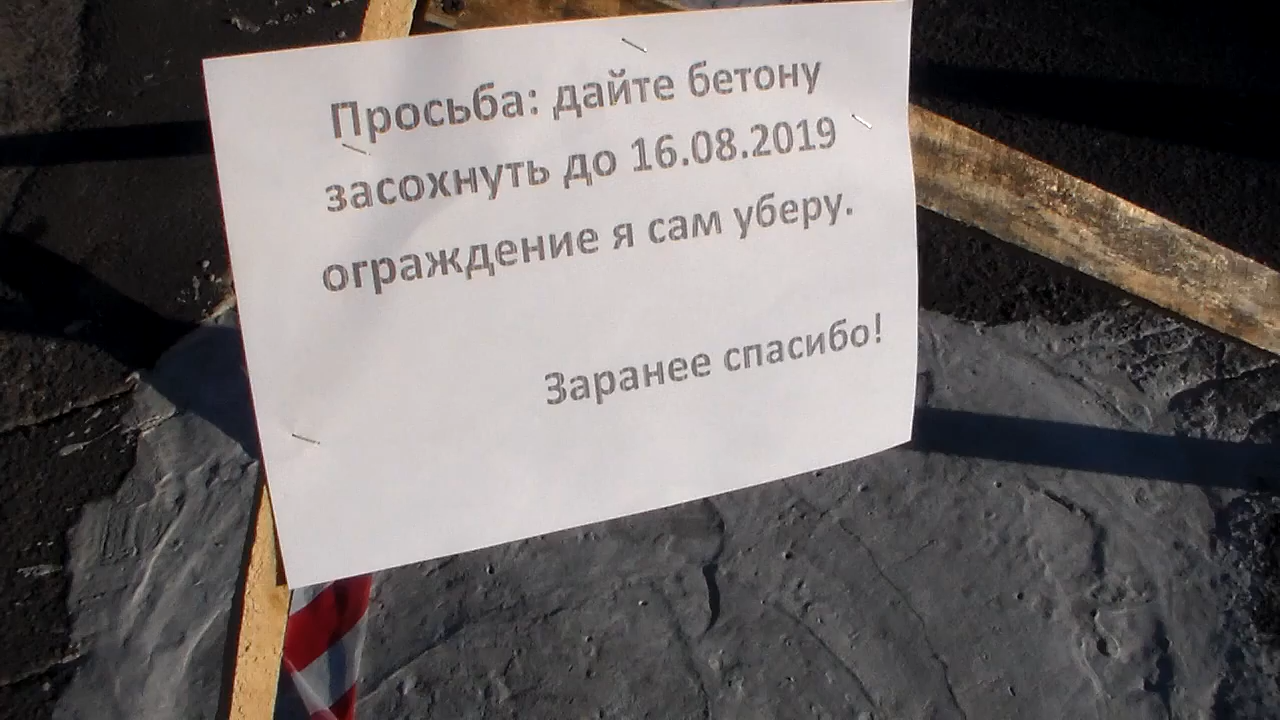 Просьба: дайте бетону
засохнуть до 16.08.2019
ограждение я сам уберу.
Заранее спасибо!